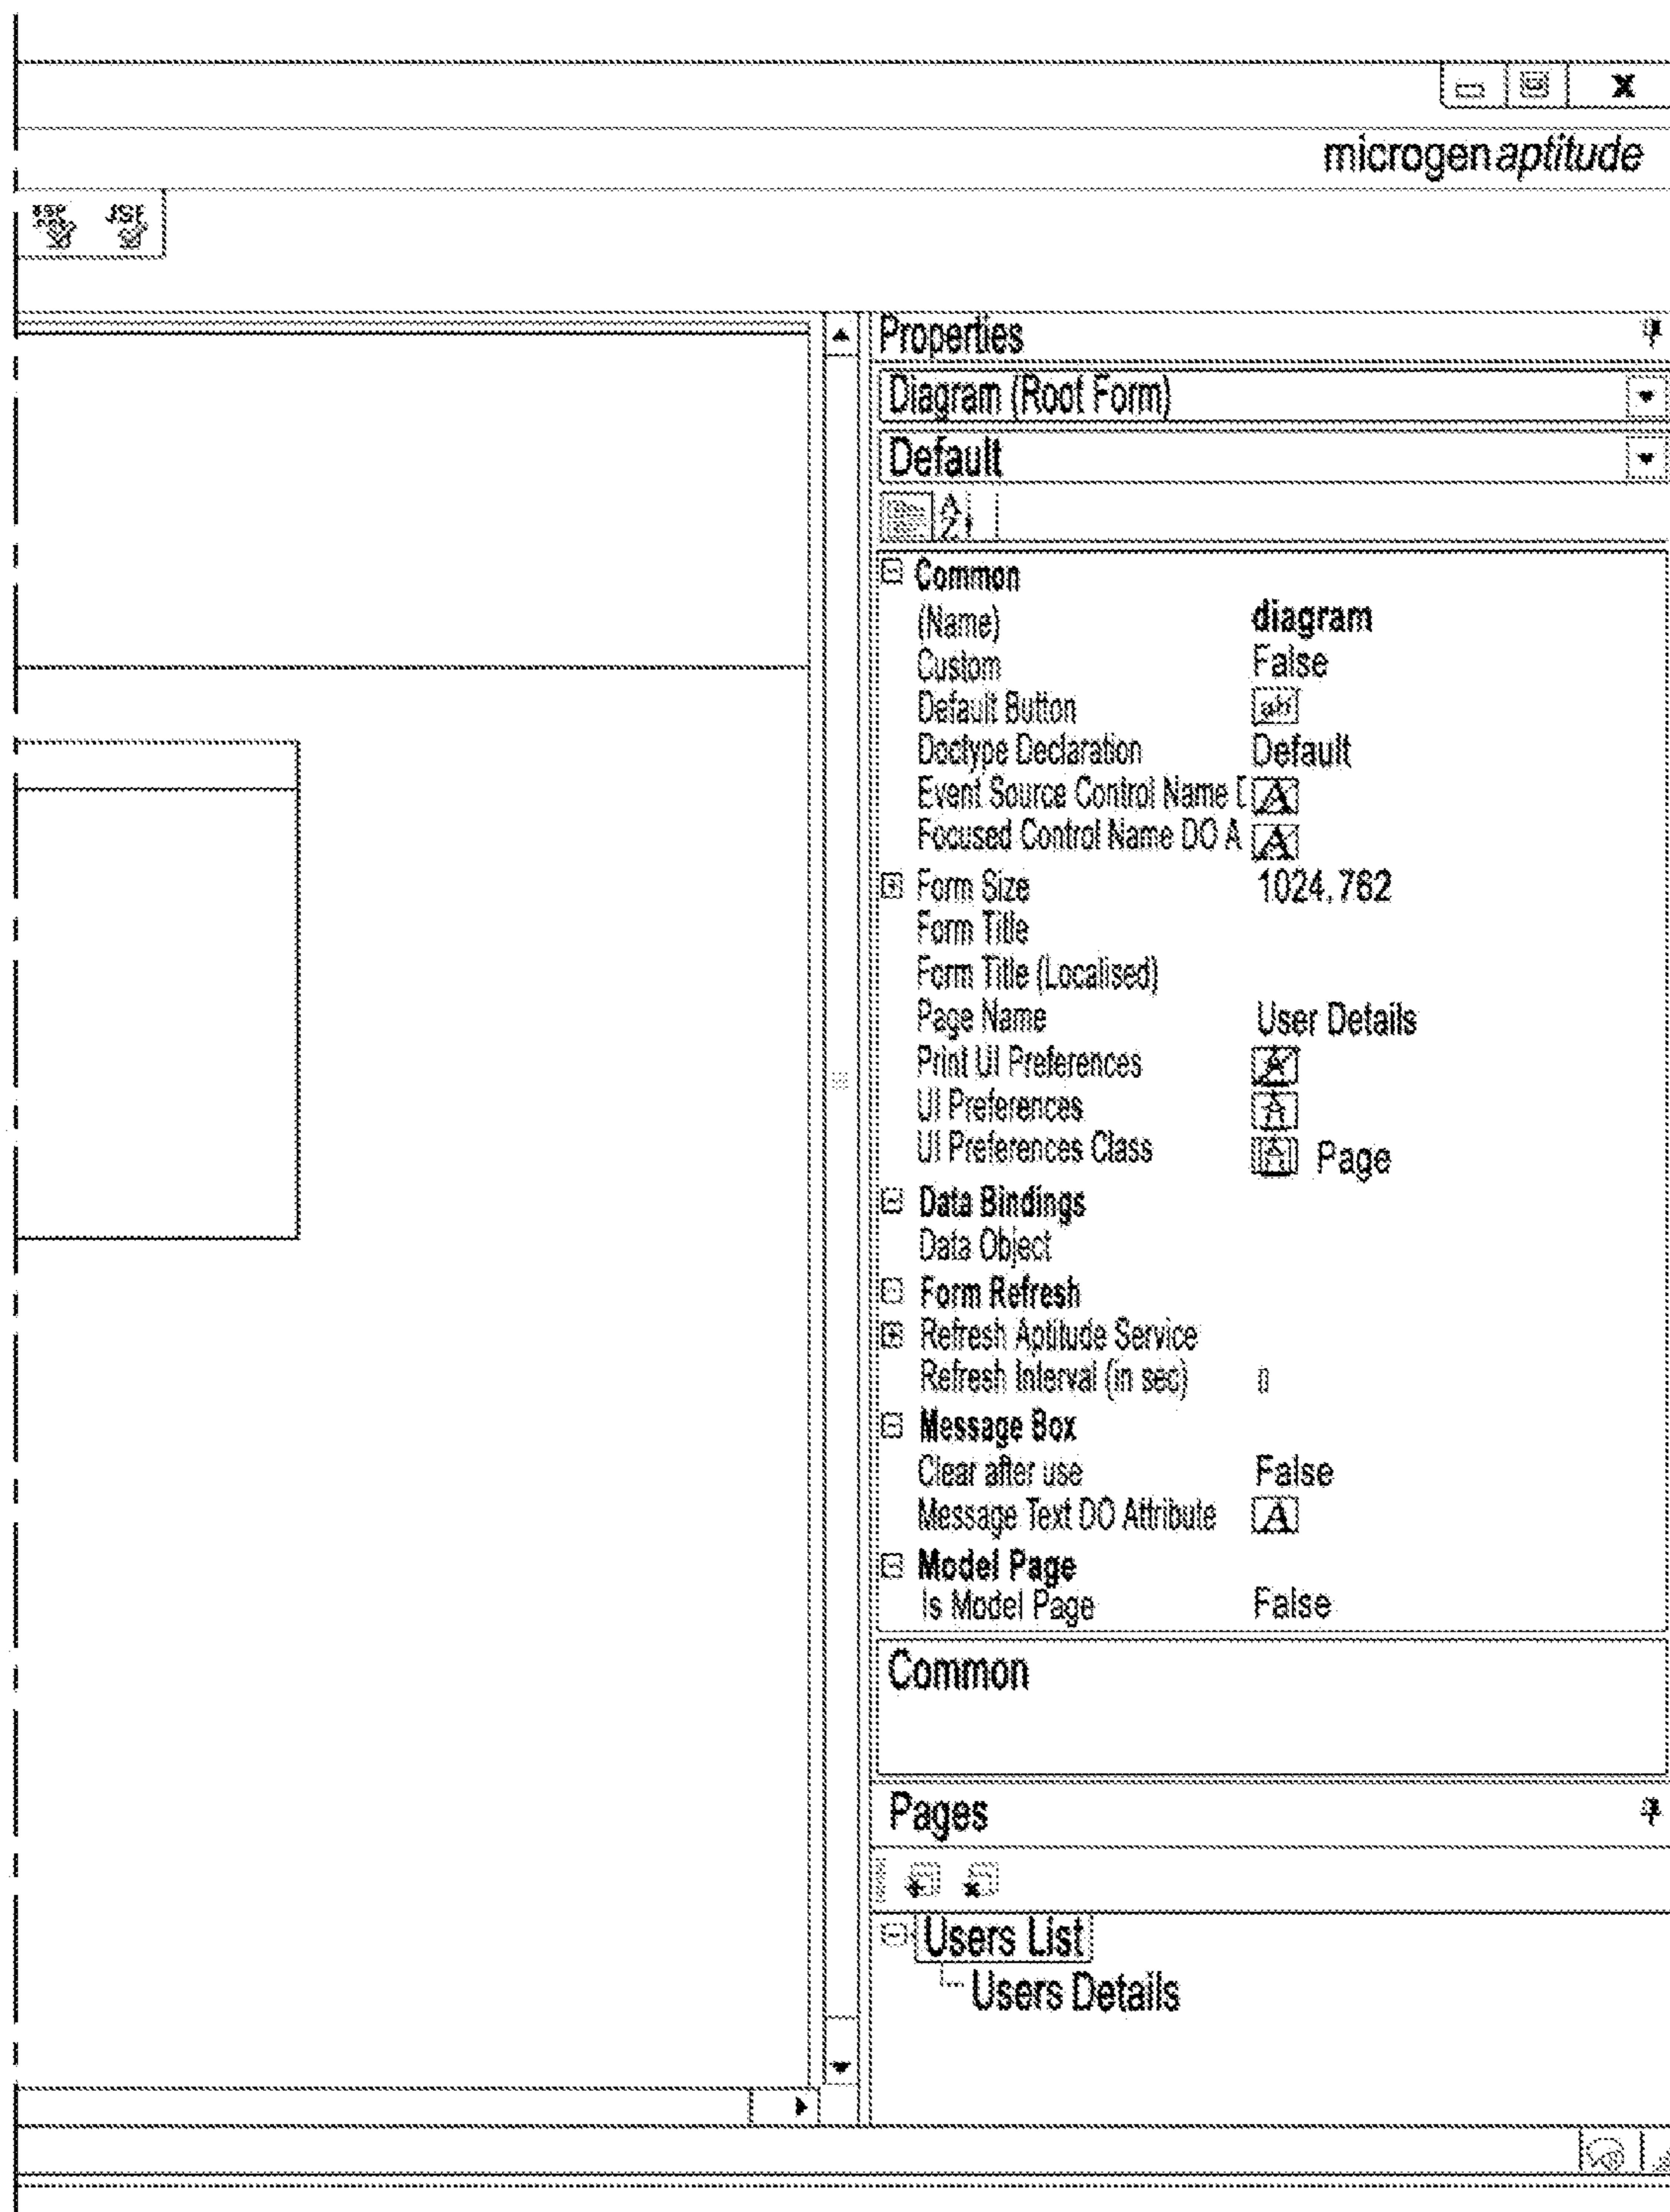 microgen aptitude
JSF
Properties
Diagram (Root Form)
Default
A
Z
Common
(Name) diagram
Custom False
Default Button ab
Doctype Declaration Default
Event Source Control Name D A
Focused Control Name DO A A
Form Size 1024, 762
Form Title
Form Title (Localised)
Page Name User Details
Print UI Preferences A
UI Preferences A
UI Preferences Class A Page
Data Bindings
Data Object
Form Refresh
Refresh Aptitude Service
Refresh Interval (in sec)
Message Box
Clear after use False
Message Text DO Attribute A
Model Page
Is Model Page False
Common
Pages
Users List
Users Details